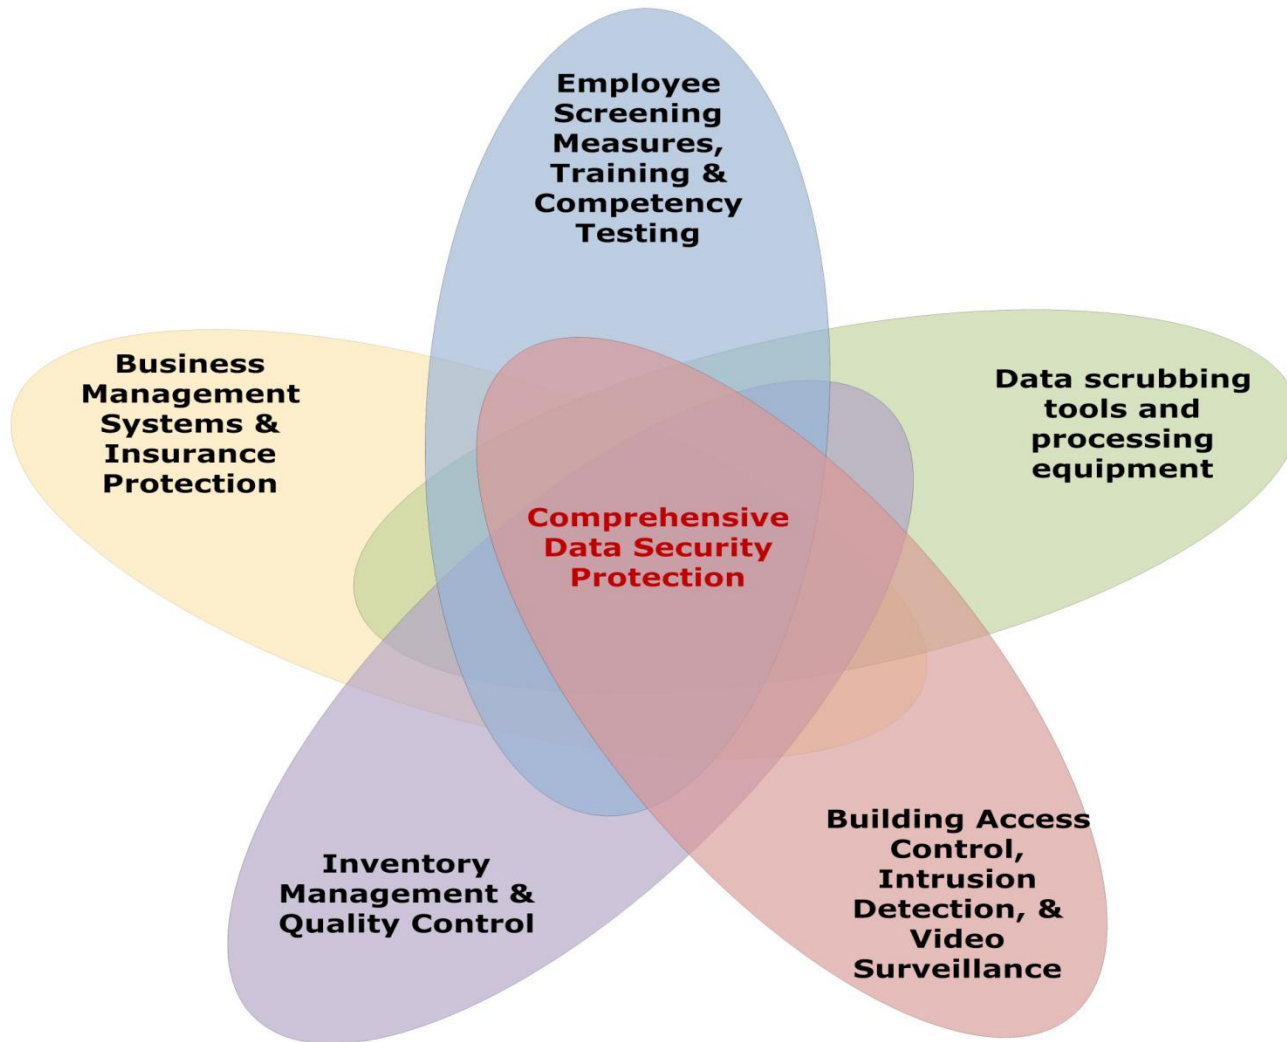 Employee
Screening
Measures,
Training &
Competency
Testing
Business
Management
Systems &
Insurance
Protection
Data scrubbing
tools and
processing
equipment
Comprehensive
Data Security
Protection
Inventory
Management &
Quality Control
Building Access
Control,
Intrusion
Detection, &
Video
Surveillance